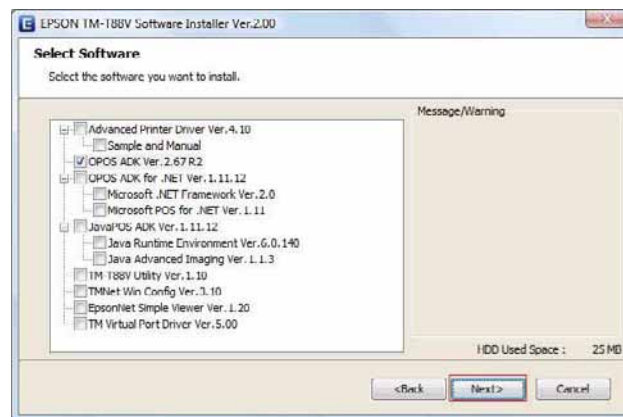 EPSON TM-T88V Software Installer Ver.2.00
Select Software
Select the software you want to install.
Message/Warning
Advanced Printer Driver Ver.4.10
Sample and Manual
OPOS ADK Ver.2.67 R2
OPOS ADK for .NET Ver.1.11.12
Microsoft .NET Framework Ver.2.0
Microsoft POS for .NET Ver.1.11
JavaPOS ADK Ver.1.11.12
Java Runtime Environment Ver.6.0.140
Java Advanced Imaging Ver.1.1.3
TM-T88V Utility Ver.1.10
TMNet Win Config Ver.3.10
EpsonNet Simple Viewer Ver.1.20
TM Virtual Port Driver Ver.5.00
HDD Used Space : 25 MB
<Back Next> Cancel